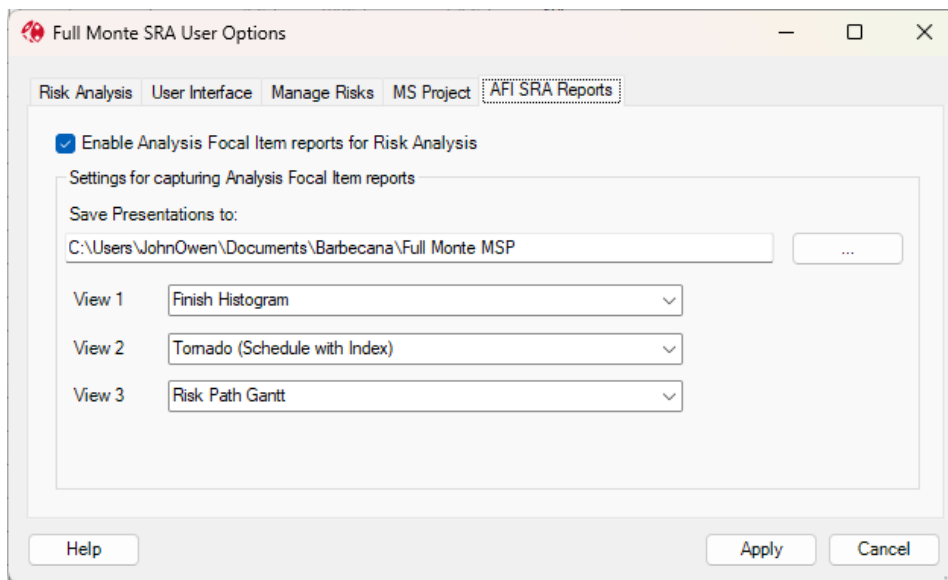 Full Monte SRA User Options
Risk Analysis User Interface Manage Risks MS Project AFI SRA Reports
Enable Analysis Focal Item reports for Risk Analysis
Settings for capturing Analysis Focal Item reports
Save Presentations to:
C:\Users\JohnOwen\Documents\Barbecana\Full Monte MSP ...
View 1 Finish Histogram
View 2 Tornado (Schedule with Index)
View 3 Risk Path Gantt
Help Apply Cancel